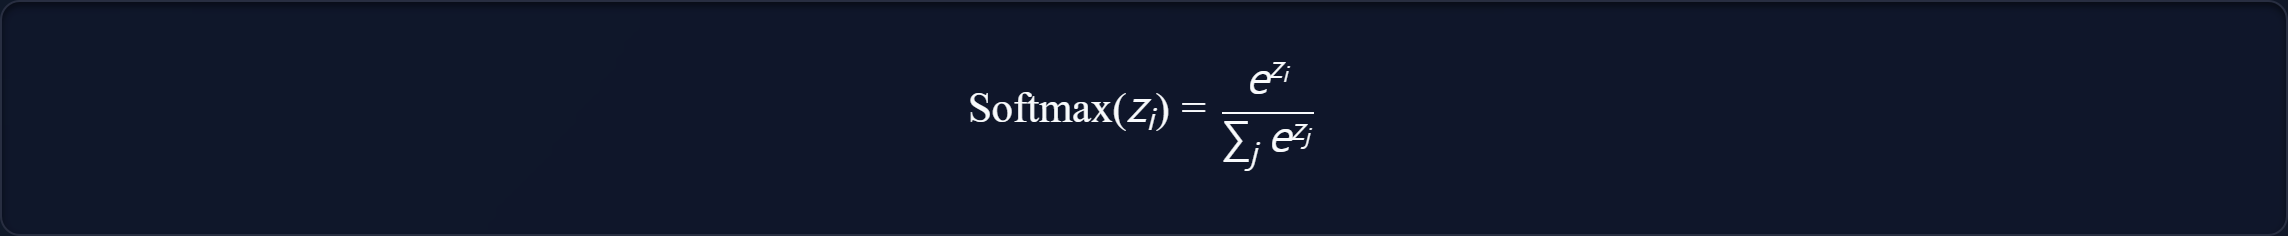 Softmax(z_i) = e^{z_i} / ∑_j e^{z_j}